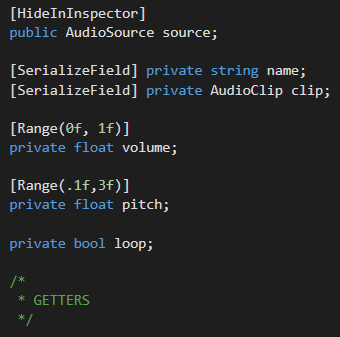 [HideInInspector]
public AudioSource source;
[SerializeField] private string name;
[SerializeField] private AudioClip clip;
[Range(0f, 1f)]
private float volume;
[Range(.1f,3f)]
private float pitch;
private bool loop;
/*
 * GETTERS
 */